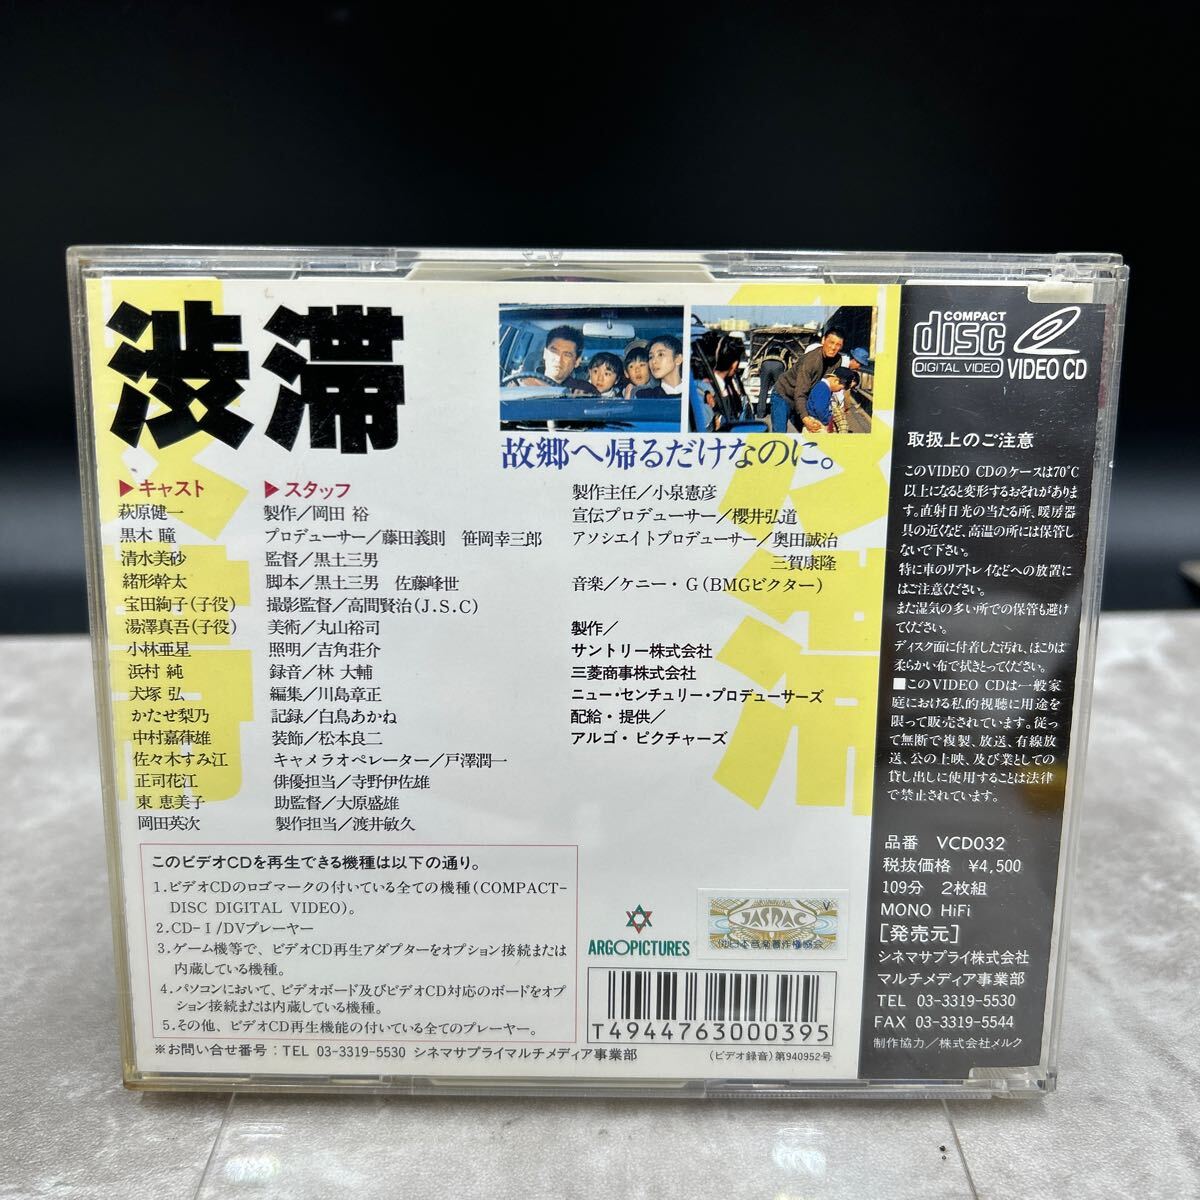 渋滞
故郷へ帰るだけなのに。
▶キャスト
萩原健一
黒木 瞳
清水美砂
緒形幹太
宝田絢子(子役)
湯澤真吾(子役)
小林亜星
浜村 純
犬塚 弘
かたせ梨乃
中村嘉葎雄
佐々木すみ江
正司花江
東 恵美子
岡田英次
▶スタッフ
製作／岡田 裕
プロデューサー／藤田義則 笹岡幸三郎
監督／黒土三男
脚本／黒土三男 佐藤峰世
撮影監督／高間賢治(J.S.C)
美術／丸山裕司
照明／吉角荘介
録音／林 大輔
編集／川島章正
記録／白鳥あかね
装飾／松本良二
キャメラオペレーター／戸澤潤一
俳優担当／寺野伊佐雄
助監督／大原盛雄
製作担当／渡井敏久
製作主任／小泉憲彦
宣伝プロデューサー／櫻井弘道
アソシエイトプロデューサー／奥田誠治
三賀康隆
音楽／ケニー・G(BMGビクター)
製作／
サントリー株式会社
三菱商事株式会社
ニュー・センチュリー・プロデューサーズ
配給・提供／
アルゴ・ピクチャーズ
このビデオCDを再生できる機種は以下の通り。
1.ビデオCDのロゴマークの付いている全ての機種(COMPACT-
DISC DIGITAL VIDEO)。
2.CD-I/DVプレーヤー
3.ゲーム機等で、ビデオCD再生アダプターをオプション接続または
内蔵している機種。
4.パソコンにおいて、ビデオボード及びビデオCD対応のボードをオプ
ション接続または内蔵している機種。
5.その他、ビデオCD再生機能の付いている全てのプレーヤー。
※お問い合せ番号：TEL 03-3319-5530 シネマサプライマルチメディア事業部
ARGOPICTURES
JASRAC
V
T4944763000395
(ビデオ録音)第940952号
COMPACT
disc
DIGITAL VIDEO
VIDEO CD
取扱上のご注意
このVIDEO CDのケースは70℃
以上になると変形するおそれがありま
す。直射日光の当たる所、暖房器
具の近くなど、高温の所には保管し
ないで下さい。
特に車のリアトレイなどへの放置に
はご注意ください。
また湿気の多い所での保管も避け
てください。
ディスク面に付着した汚れ、ほこりは
柔らかい布で拭きとってください。
■このVIDEO CDは一般家
庭における私的視聴に用途を
限って販売されています。従っ
て無断で複製、放送、有線放
送、公の上映、及び業としての
貸し出しに使用することは法律
で禁止されています。
品番 VCD032
税抜価格 ¥4,500
109分 2枚組
MONO HiFi
[発売元]
シネマサプライ株式会社
マルチメディア事業部
TEL 03-3319-5530
FAX 03-3319-5544
制作協力／株式会社メルク